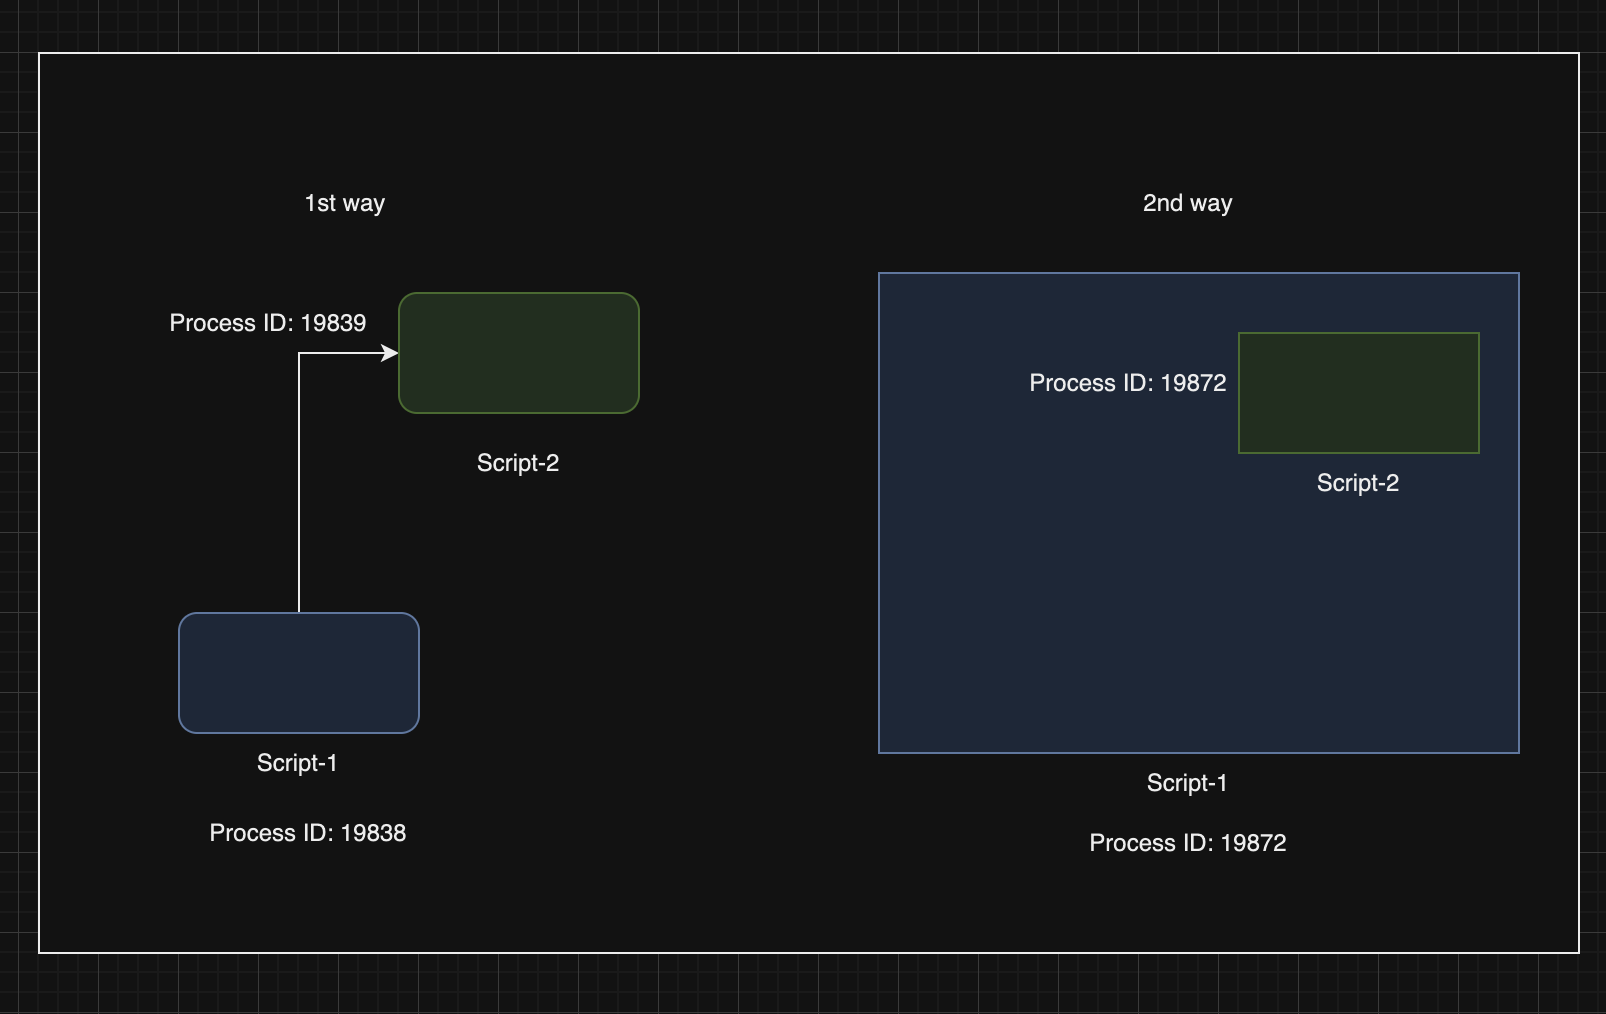 1st way
Process ID: 19839
Script-2
Script-1
Process ID: 19838
2nd way
Process ID: 19872
Script-2
Script-1
Process ID: 19872